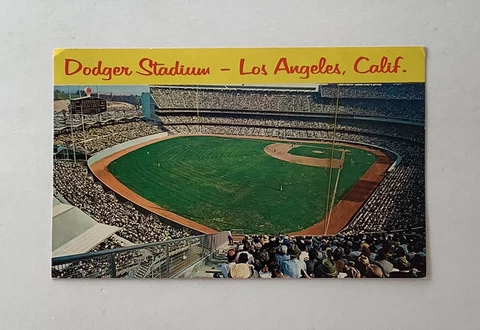 Dodger Stadium - Los Angeles, Calif.